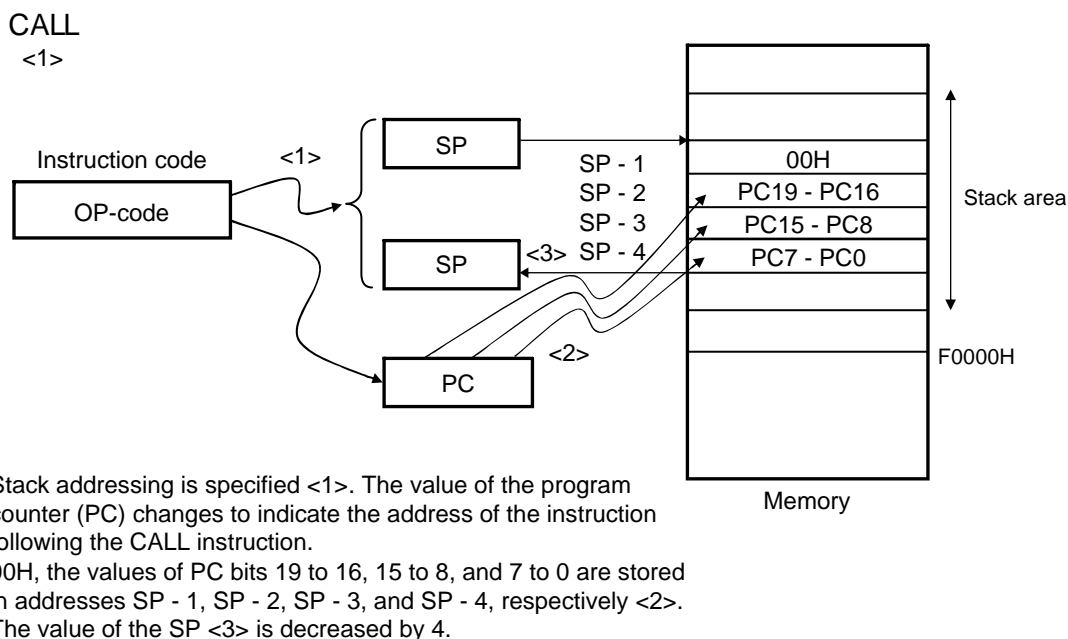 CALL
<1>
Instruction code
OP-code
<1>
SP
SP
PC
SP - 1
SP - 2
SP - 3
<3> SP - 4
<2>
00H
PC19 - PC16
PC15 - PC8
PC7 - PC0
Stack area
F0000H
Memory
Stack addressing is specified <1>. The value of the program
counter (PC) changes to indicate the address of the instruction
following the CALL instruction.
00H, the values of PC bits 19 to 16, 15 to 8, and 7 to 0 are stored
in addresses SP - 1, SP - 2, SP - 3, and SP - 4, respectively <2>.
The value of the SP <3> is decreased by 4.